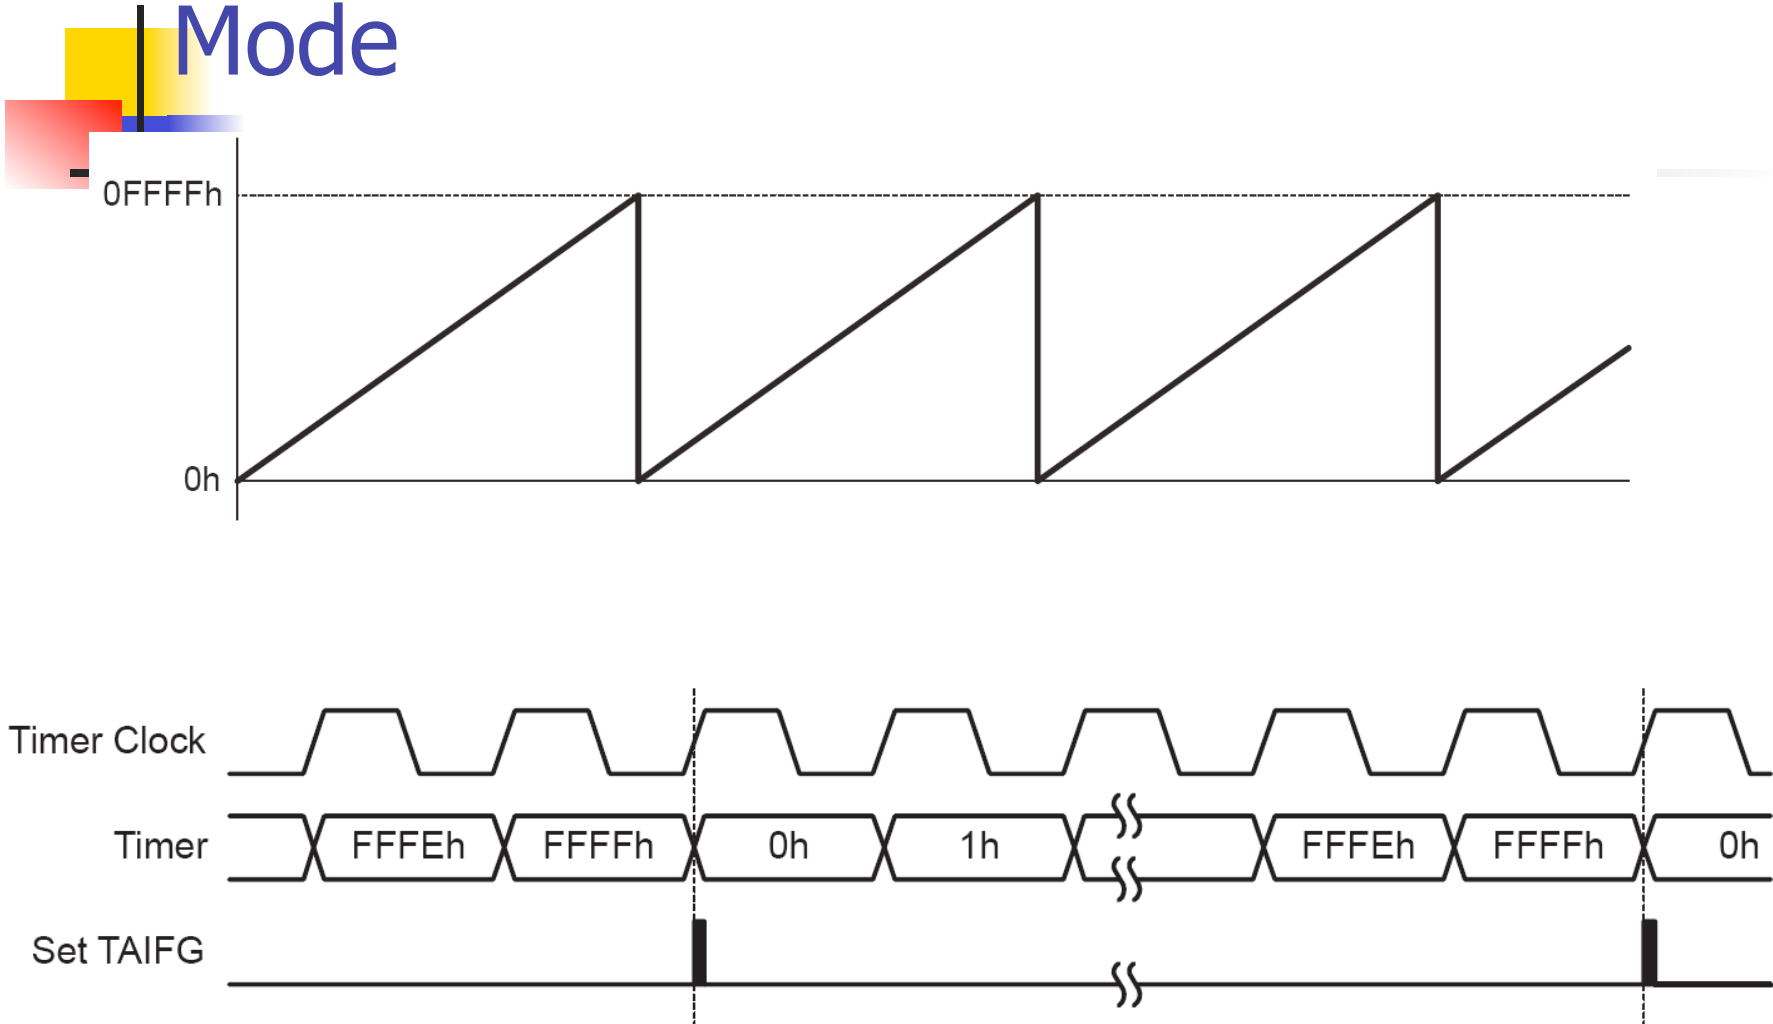 Mode
0FFFFh
0h
Timer Clock
Timer FFFEh FFFFh 0h 1h FFFEh FFFFh 0h
Set TAIFG